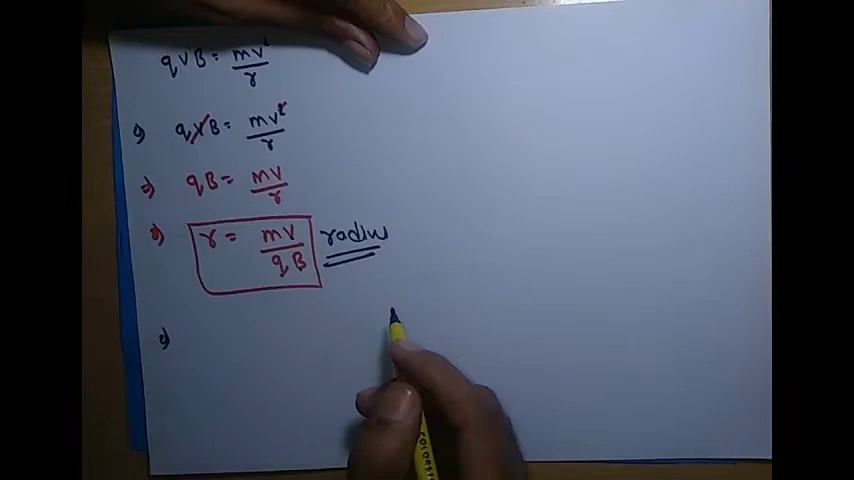 qVB = mv²/r
⇒ qVB = mv²/r
⇒ qB = mv/r
⇒ r = mv/qB radius
⇒